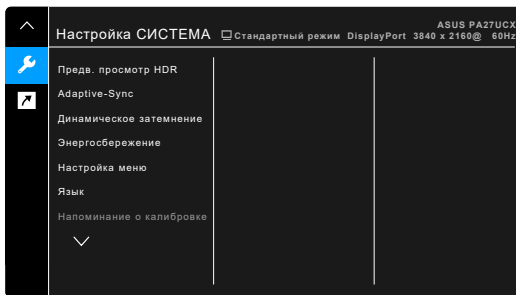 ASUS PA27UCX
Настройка СИСТЕМА Стандартный режим DisplayPort 3840 x 2160@ 60Hz
Предв. просмотр HDR
Adaptive-Sync
Динамическое затемнение
Энергосбережение
Настройка меню
Язык
Напоминание о калибровке